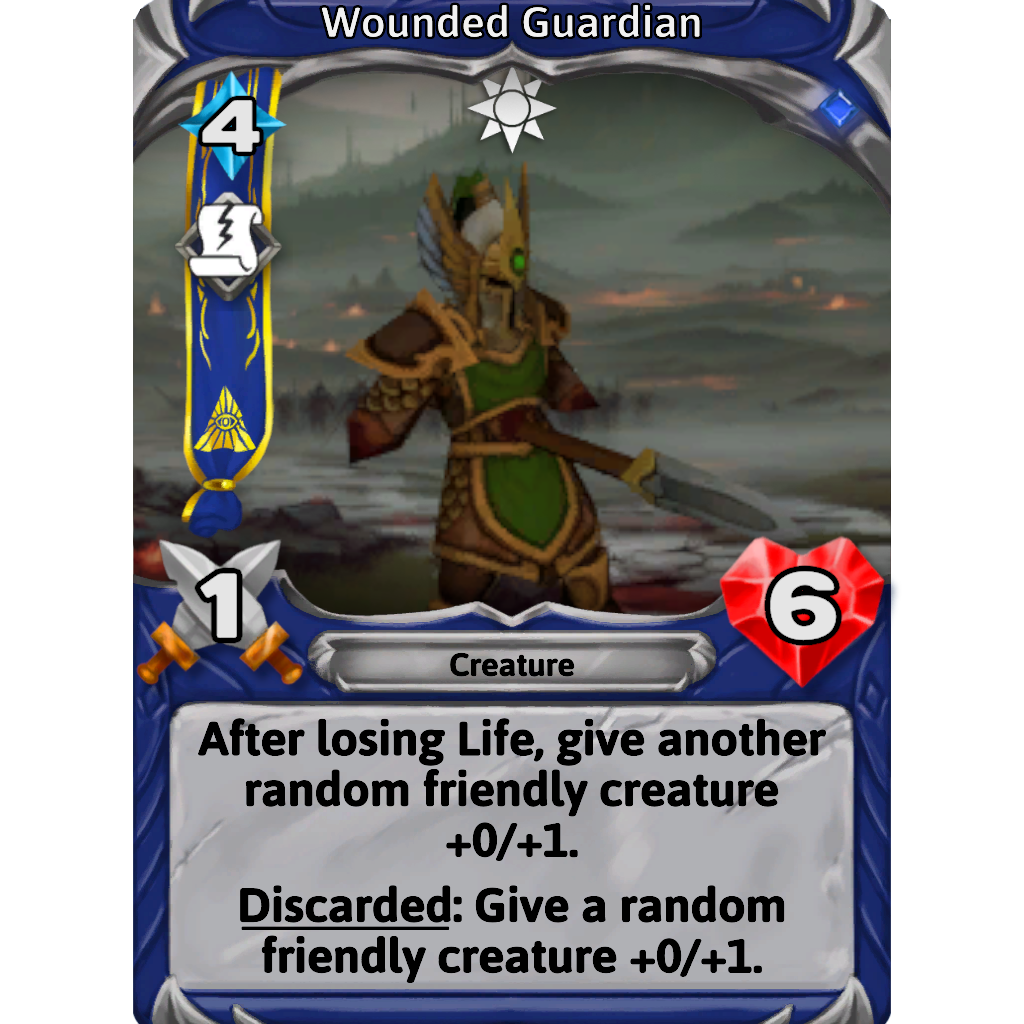 Wounded Guardian
4
1
6
Creature
After losing Life, give another
random friendly creature
+0/+1.
Discarded: Give a random
friendly creature +0/+1.